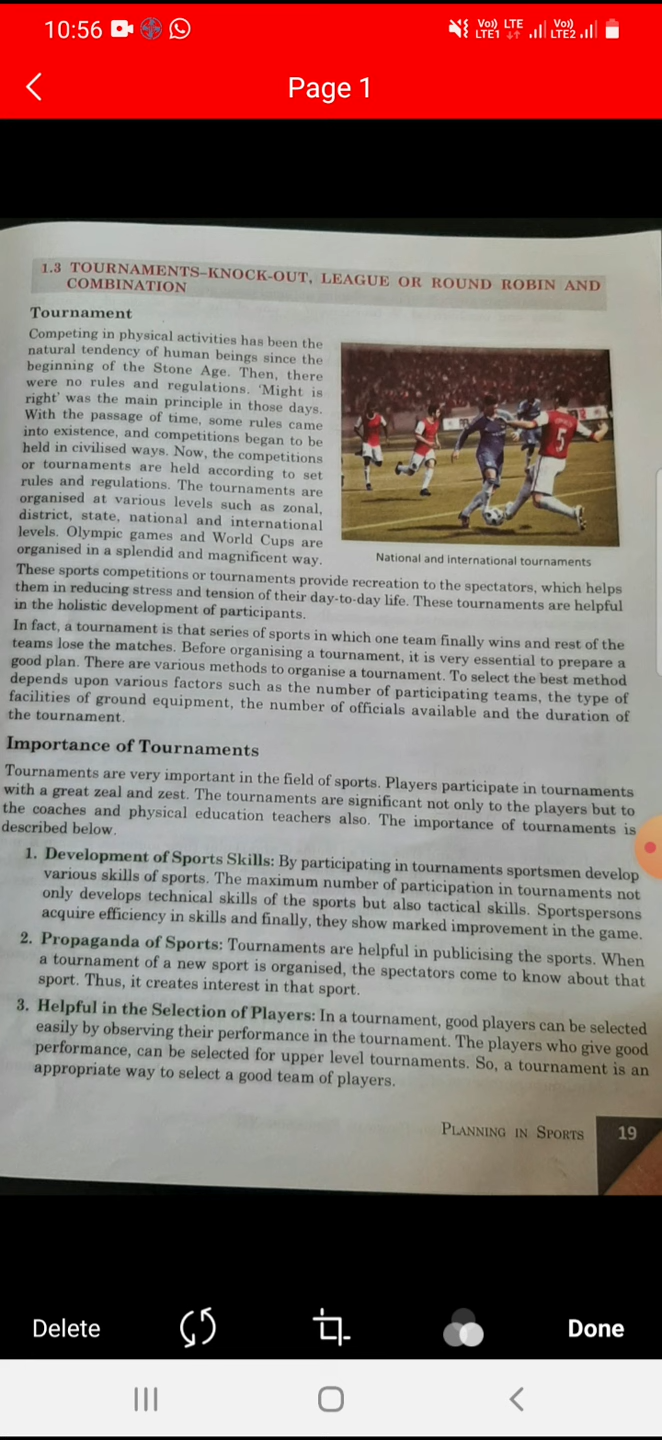 10:56
Vo)) LTE
LTE1
Vo))
LTE2
Page 1
1.3 TOURNAMENTS–KNOCK-OUT, LEAGUE OR ROUND ROBIN AND
COMBINATION
Tournament
Competing in physical activities has been the
natural tendency of human beings since the
beginning of the Stone Age. Then, there
were no rules and regulations. 'Might is
right' was the main principle in those days.
With the passage of time, some rules came
into existence, and competitions began to be
held in civilised ways. Now, the competitions
or tournaments are held according to set
rules and regulations. The tournaments are
organised at various levels such as zonal,
district, state, national and international
levels. Olympic games and World Cups are
organised in a splendid and magnificent way.
5
National and international tournaments
These sports competitions or tournaments provide recreation to the spectators, which helps
them in reducing stress and tension of their day-to-day life. These tournaments are helpful
in the holistic development of participants.
In fact, a tournament is that series of sports in which one team finally wins and rest of the
teams lose the matches. Before organising a tournament, it is very essential to prepare a
good plan. There are various methods to organise a tournament. To select the best method
depends upon various factors such as the number of participating teams, the type of
facilities of ground equipment, the number of officials available and the duration of
the tournament.
Importance of Tournaments
Tournaments are very important in the field of sports. Players participate in tournaments
with a great zeal and zest. The tournaments are significant not only to the players but to
the coaches and physical education teachers also. The importance of tournaments is
described below.
1. Development of Sports Skills: By participating in tournaments sportsmen develop
various skills of sports. The maximum number of participation in tournaments not
only develops technical skills of the sports but also tactical skills. Sportspersons
acquire efficiency in skills and finally, they show marked improvement in the game.
2. Propaganda of Sports: Tournaments are helpful in publicising the sports. When
a tournament of a new sport is organised, the spectators come to know about that
sport. Thus, it creates interest in that sport.
3. Helpful in the Selection of Players: In a tournament, good players can be selected
easily by observing their performance in the tournament. The players who give good
performance, can be selected for upper level tournaments. So, a tournament is an
appropriate way to select a good team of players.
PLANNING IN SPORTS 19
Delete
Done